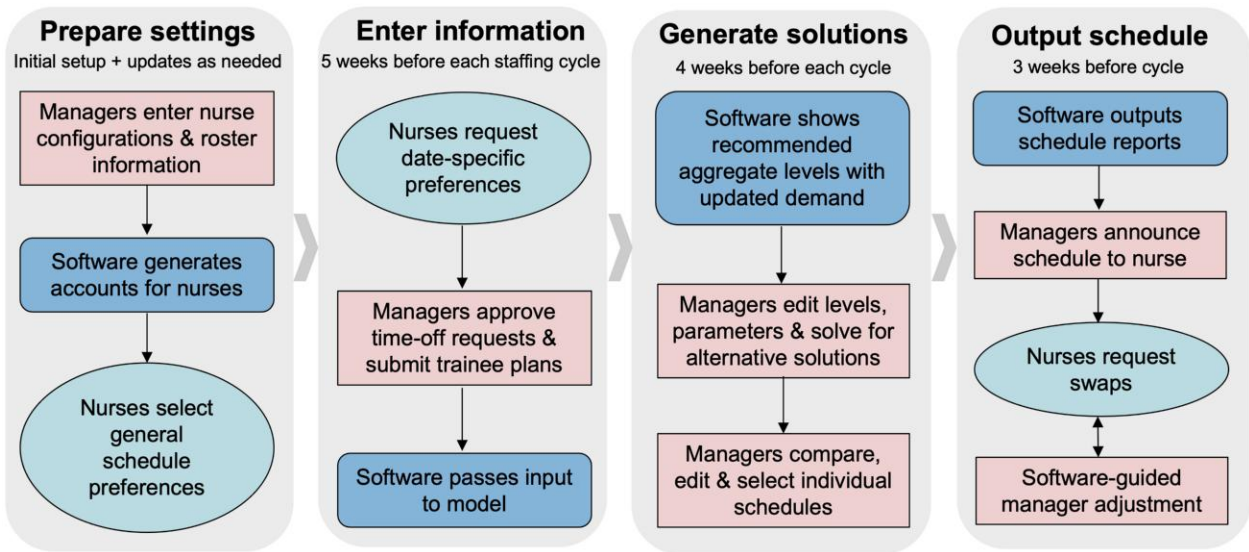 Prepare settings
Initial setup + updates as needed
Managers enter nurse
configurations & roster
information
Software generates
accounts for nurses
Nurses select
general
schedule
preferences
Enter information
5 weeks before each staffing cycle
Nurses request
date-specific
preferences
Managers approve
time-off requests &
submit trainee plans
Software passes input
to model
Generate solutions
4 weeks before each cycle
Software shows
recommended
aggregate levels with
updated demand
Managers edit levels,
parameters & solve for
alternative solutions
Managers compare,
edit & select individual
schedules
Output schedule
3 weeks before cycle
Software outputs
schedule reports
Managers announce
schedule to nurse
Nurses request
swaps
Software-guided
manager adjustment